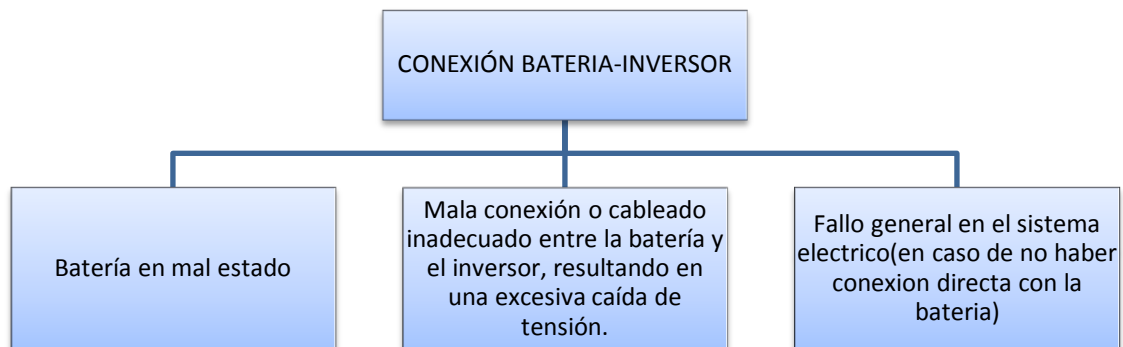 CONEXIÓN BATERIA-INVERSOR
Batería en mal estado
Mala conexión o cableado
inadecuado entre la batería y
el inversor, resultando en
una excesiva caída de
tensión.
Fallo general en el sistema
electrico(en caso de no haber
conexion directa con la
bateria)